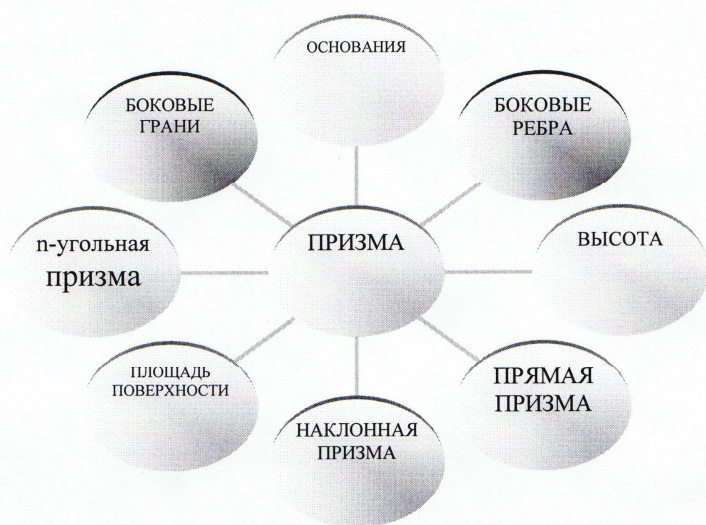 ОСНОВАНИЯ
БОКОВЫЕ
ГРАНИ
БОКОВЫЕ
РЕБРА
n-угольная
призма
ПРИЗМА
ВЫСОТА
ПЛОЩАДЬ
ПОВЕРХНОСТИ
ПРЯМАЯ
ПРИЗМА
НАКЛОННАЯ
ПРИЗМА